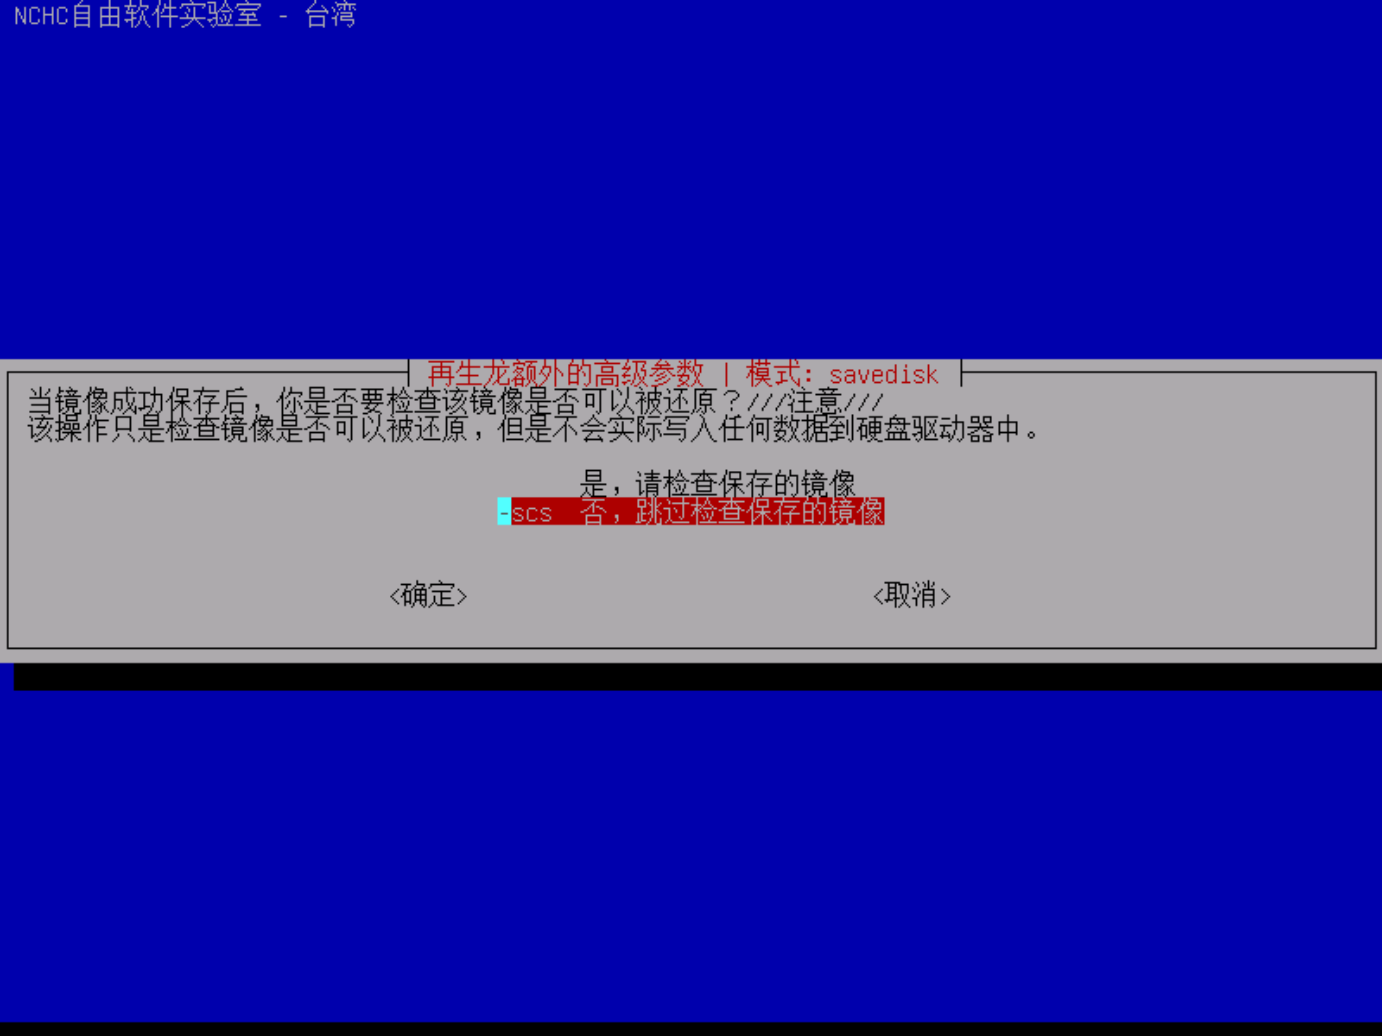 NCHC自由软件实验室 - 台湾
再生龙额外的高级参数 | 模式: savedisk
当镜像成功保存后，你是否要检查该镜像是否可以被还原？///注意///
该操作只是检查镜像是否可以被还原，但是不会实际写入任何数据到硬盘驱动器中。
是，请检查保存的镜像
-scs 否，跳过检查保存的镜像
<确定> <取消>